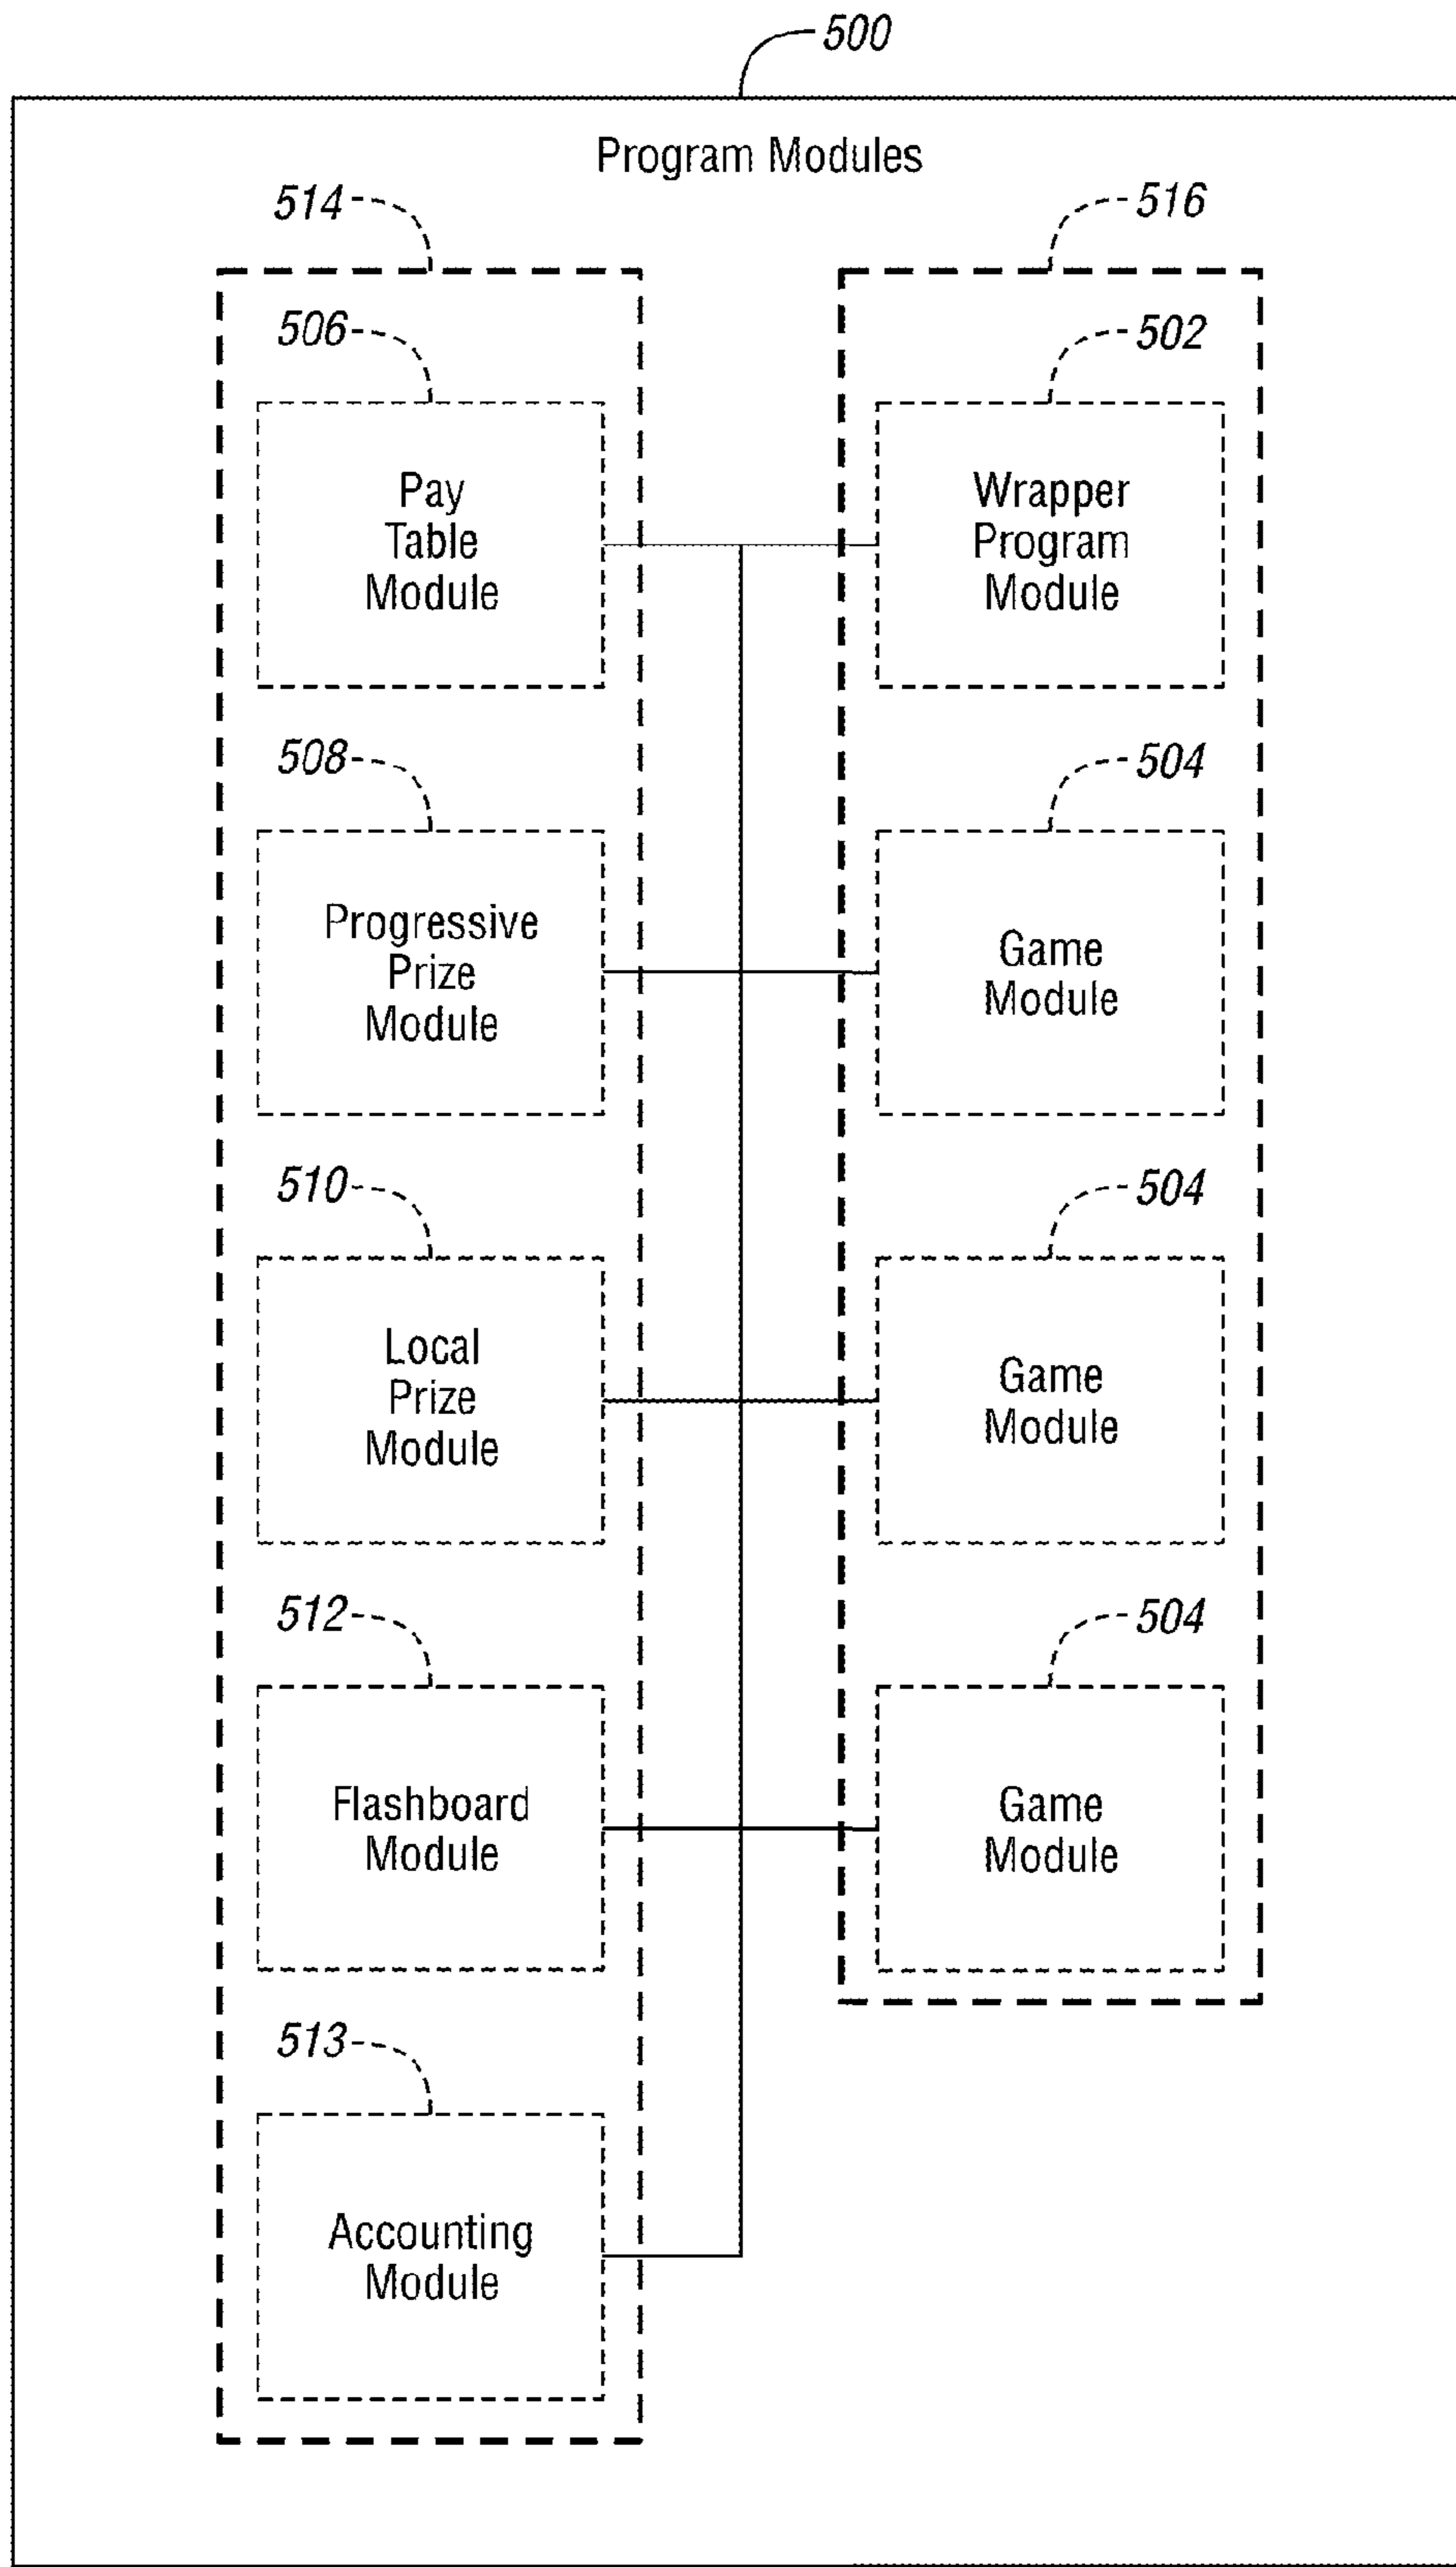 500
Program Modules
514
516
506
502
Pay
Table
Module
Wrapper
Program
Module
508
504
Progressive
Prize
Module
Game
Module
510
504
Local
Prize
Module
Game
Module
512
504
Flashboard
Module
Game
Module
513
Accounting
Module